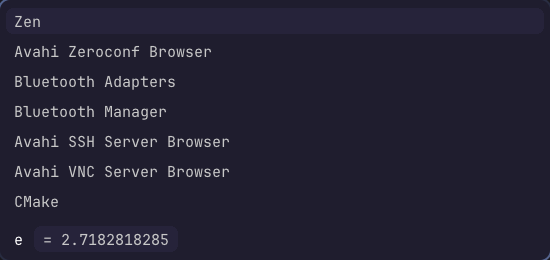 Zen
Avahi Zeroconf Browser
Bluetooth Adapters
Bluetooth Manager
Avahi SSH Server Browser
Avahi VNC Server Browser
CMake
e = 2.7182818285